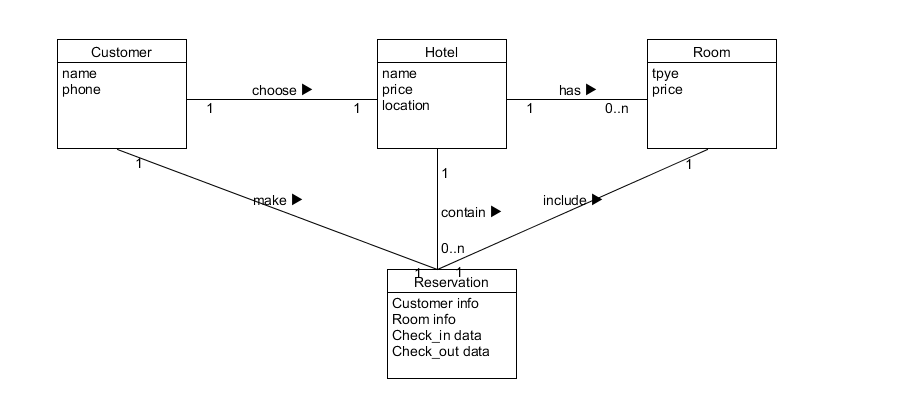 Customer
name
phone
Hotel
name
price
location
Room
tpye
price
choose ▶
1
1
has ▶
1
0..n
1
make ▶
1
1
contain ▶
0..n
1
include ▶
1
Reservation
Customer info
Room info
Check_in data
Check_out data